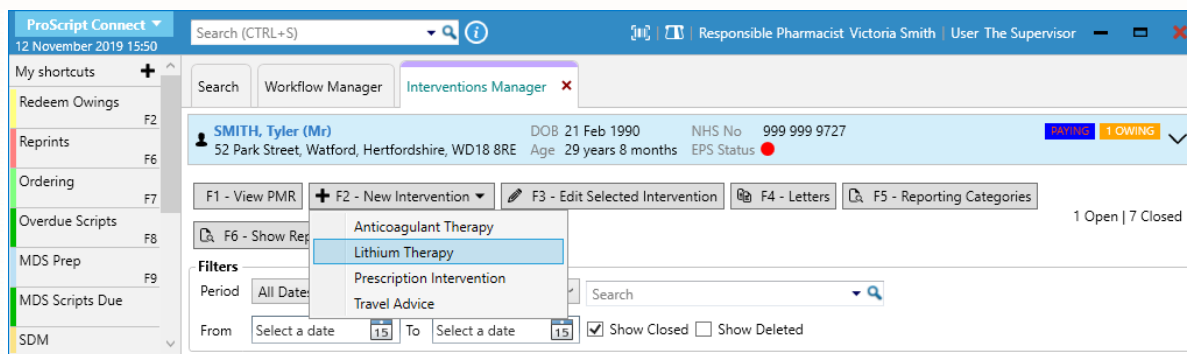 ProScript Connect
12 November 2019 15:50
Search (CTRL+S)
Responsible Pharmacist Victoria Smith | User The Supervisor
My shortcuts
Redeem Owings
F2
Reprints
F6
Ordering
F7
Overdue Scripts
F8
MDS Prep
F9
MDS Scripts Due
SDM
Search
Workflow Manager
Interventions Manager
SMITH, Tyler (Mr)
DOB 21 Feb 1990
NHS No 999 999 9727
PAYING
1 OWING
52 Park Street, Watford, Hertfordshire, WD18 8RE
Age 29 years 8 months
EPS Status
F1 - View PMR
F2 - New Intervention
F3 - Edit Selected Intervention
F4 - Letters
F5 - Reporting Categories
1 Open | 7 Closed
F6 - Show Rep
Anticoagulant Therapy
Lithium Therapy
Prescription Intervention
Travel Advice
Filters
Period
All Dates
Search
From
Select a date
15
To
Select a date
15
Show Closed
Show Deleted